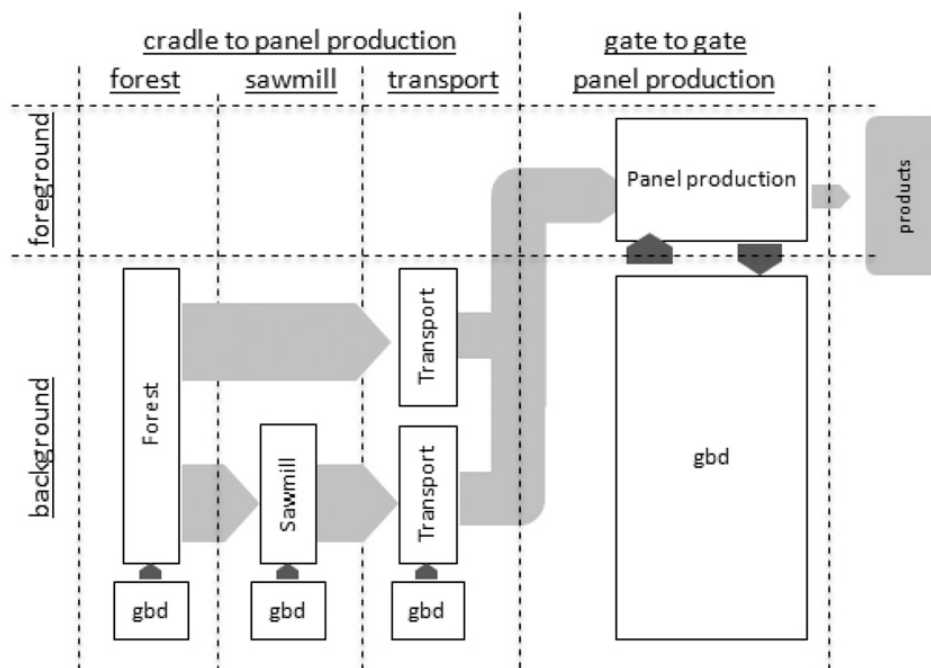 cradle to panel production
gate to gate
forest
sawmill
transport
panel production
foreground
Panel production
products
background
Forest
Transport
Sawmill
Transport
gbd
gbd
gbd
gbd